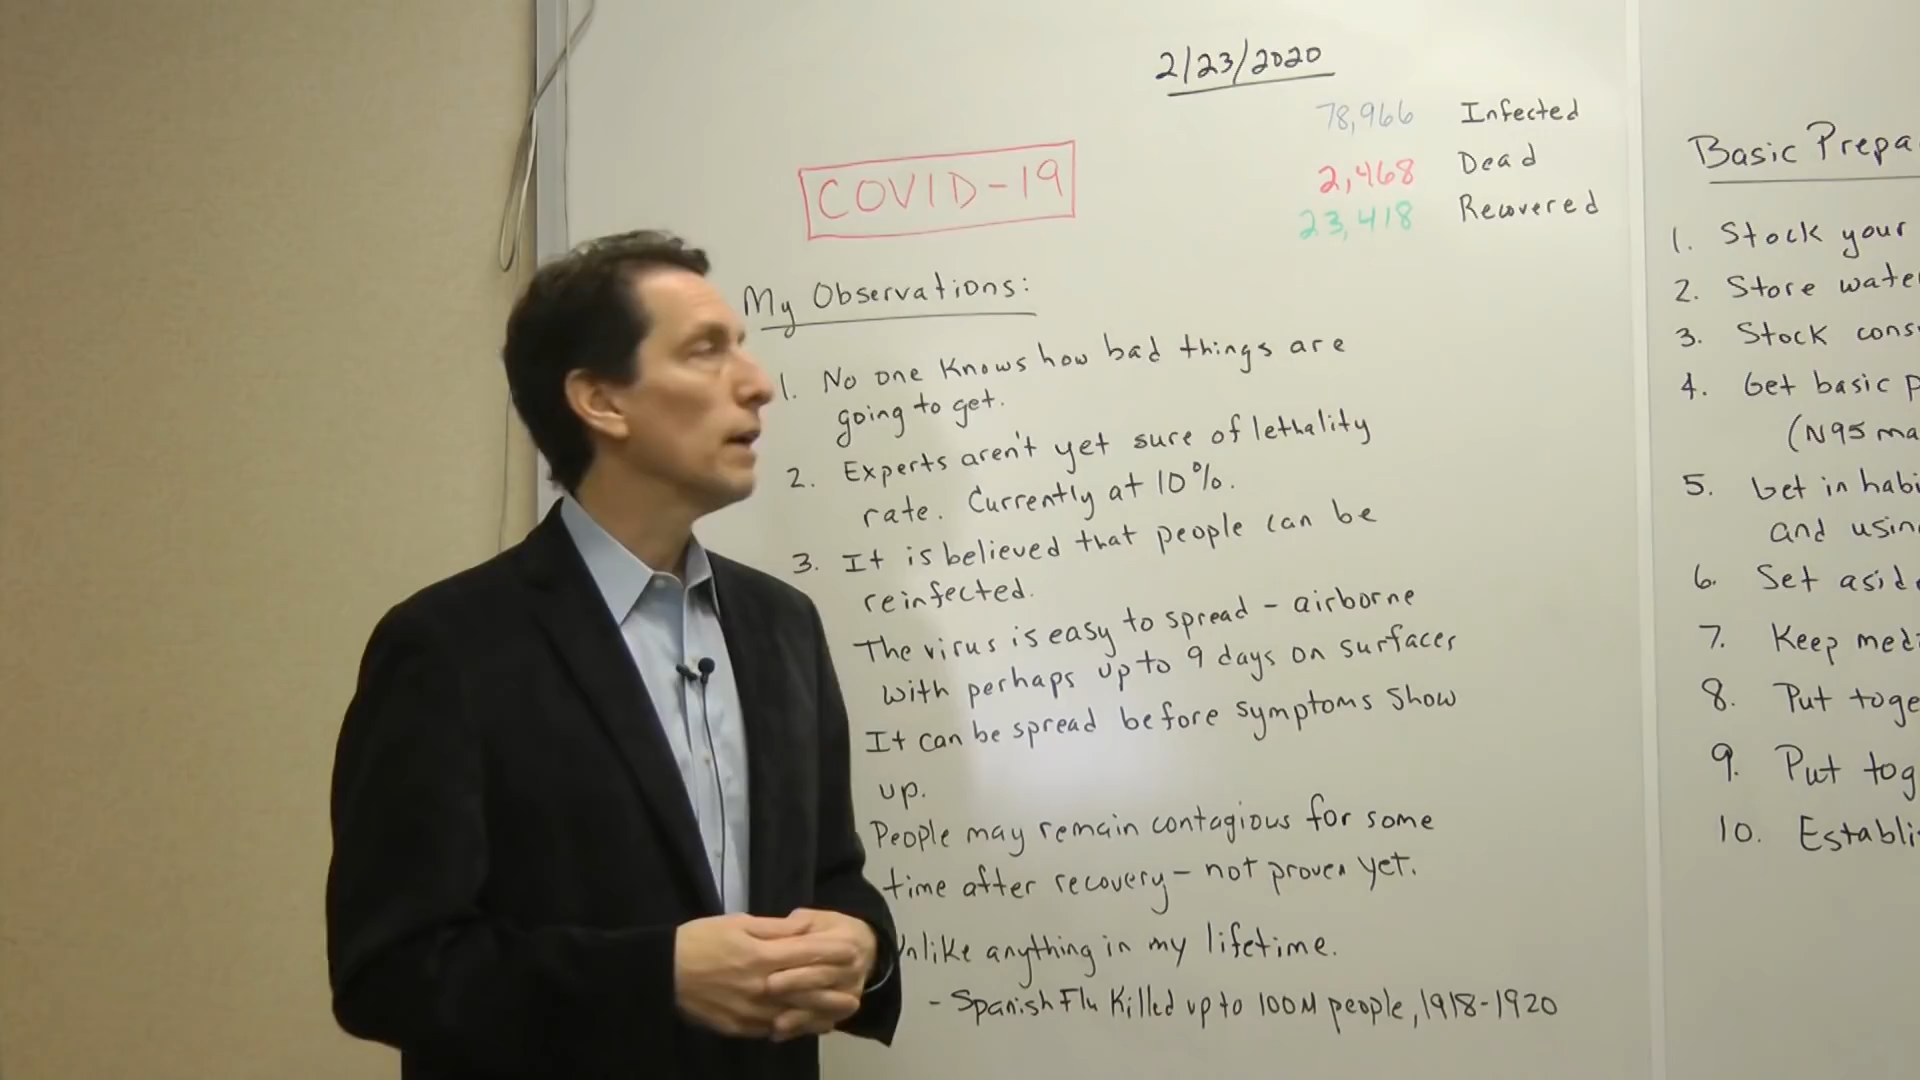 2/23/2020
78,966 Infected
2,468 Dead
23,418 Recovered
COVID-19
My Observations:
1. No one knows how bad things are
going to get.
2. Experts aren't yet sure of lethality
rate. Currently at 10%.
3. It is believed that people can be
reinfected.
The virus is easy to spread - airborne
with perhaps up to 9 days on surfaces
It can be spread before symptoms show
up.
People may remain contagious for some
time after recovery - not proven yet.
Unlike anything in my lifetime.
- Spanish Flu killed up to 100M people, 1918-1920
Basic Prepa
1. Stock your
2. Store wate
3. Stock cons
4. Get basic p
(N95 ma
5. Get in habi
and usin
6. Set asid
7. Keep med
8. Put toge
9. Put tog
10. Establi